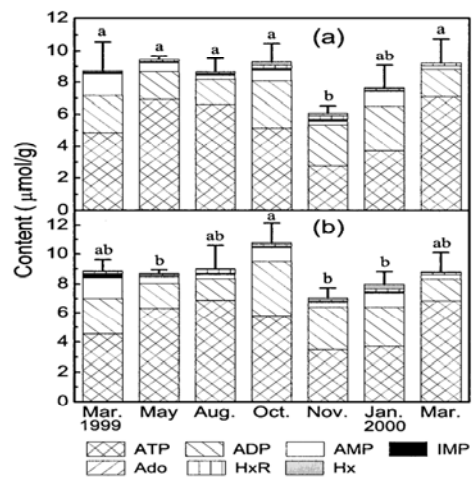 12
(a)
a
a
a
a
b
ab
a
10
8
6
4
2
0
Content (μmol/g)
12
(b)
ab
b
ab
a
b
ab
ab
10
8
6
4
2
0
Mar. May Aug. Oct. Nov. Jan. Mar.
1999 2000
ATP ADP AMP IMP
Ado HxR Hx